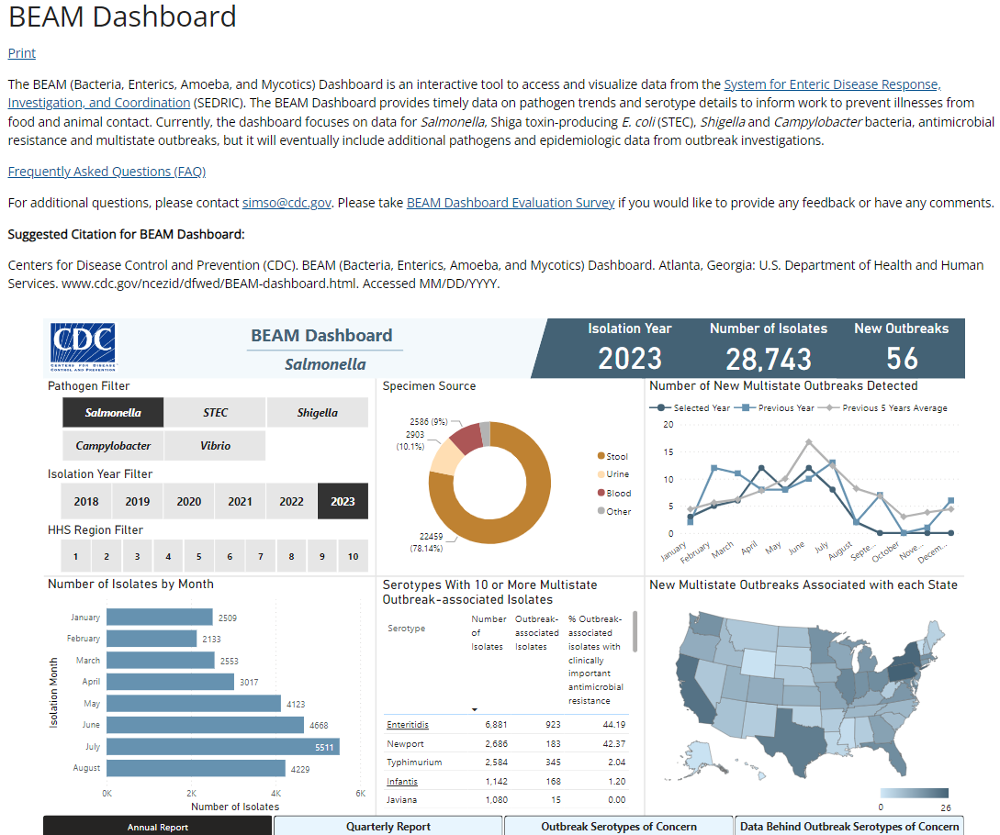 BEAM Dashboard
Print
The BEAM (Bacteria, Enterics, Amoeba, and Mycotics) Dashboard is an interactive tool to access and visualize data from the System for Enteric Disease Response,
Investigation, and Coordination (SEDRIC). The BEAM Dashboard provides timely data on pathogen trends and serotype details to inform work to prevent illnesses from
food and animal contact. Currently, the dashboard focuses on data for Salmonella, Shiga toxin-producing E. coli (STEC), Shigella and Campylobacter bacteria, antimicrobial
resistance and multistate outbreaks, but it will eventually include additional pathogens and epidemiologic data from outbreak investigations.
Frequently Asked Questions (FAQ)
For additional questions, please contact simso@cdc.gov. Please take BEAM Dashboard Evaluation Survey if you would like to provide any feedback or have any comments.
Suggested Citation for BEAM Dashboard:
Centers for Disease Control and Prevention (CDC). BEAM (Bacteria, Enterics, Amoeba, and Mycotics) Dashboard. Atlanta, Georgia: U.S. Department of Health and Human
Services. www.cdc.gov/ncezid/dfwed/BEAM-dashboard.html. Accessed MM/DD/YYYY.
CDC
CENTERS FOR DISEASE
CONTROL AND PREVENTION
BEAM Dashboard
Salmonella
Isolation Year
2023
Number of Isolates
28,743
New Outbreaks
56
Pathogen Filter
Salmonella STEC Shigella
Campylobacter Vibrio
Isolation Year Filter
2018 2019 2020 2021 2022 2023
HHS Region Filter
1 2 3 4 5 6 7 8 9 10
Specimen Source
2586 (9%)
2903
(10.1%)
22459
(78.14%)
Stool
Urine
Blood
Other
Number of New Multistate Outbreaks Detected
Selected Year Previous Year Previous 5 Years Average
20
15
10
5
0
January February March April May June July August Septe... October Nove... Decem...
Number of Isolates by Month
Isolation Month
January 2509
February 2133
March 2553
April 3017
May 4123
June 4668
July 5511
August 4229
0K 2K 4K 6K
Number of Isolates
Serotypes With 10 or More Multistate
Outbreak-associated Isolates
Serotype
Number
of
Isolates
Outbreak-
associated
Isolates
% Outbreak-
associated
isolates with
clinically
important
antimicrobial
resistance
Enteritidis 6,881 923 44.19
Newport 2,686 183 42.37
Typhimurium 2,584 345 2.04
Infantis 1,142 168 1.20
Javiana 1,080 15 0.00
New Multistate Outbreaks Associated with each State
0 26
Annual Report Quarterly Report Outbreak Serotypes of Concern Data Behind Outbreak Serotypes of Concern